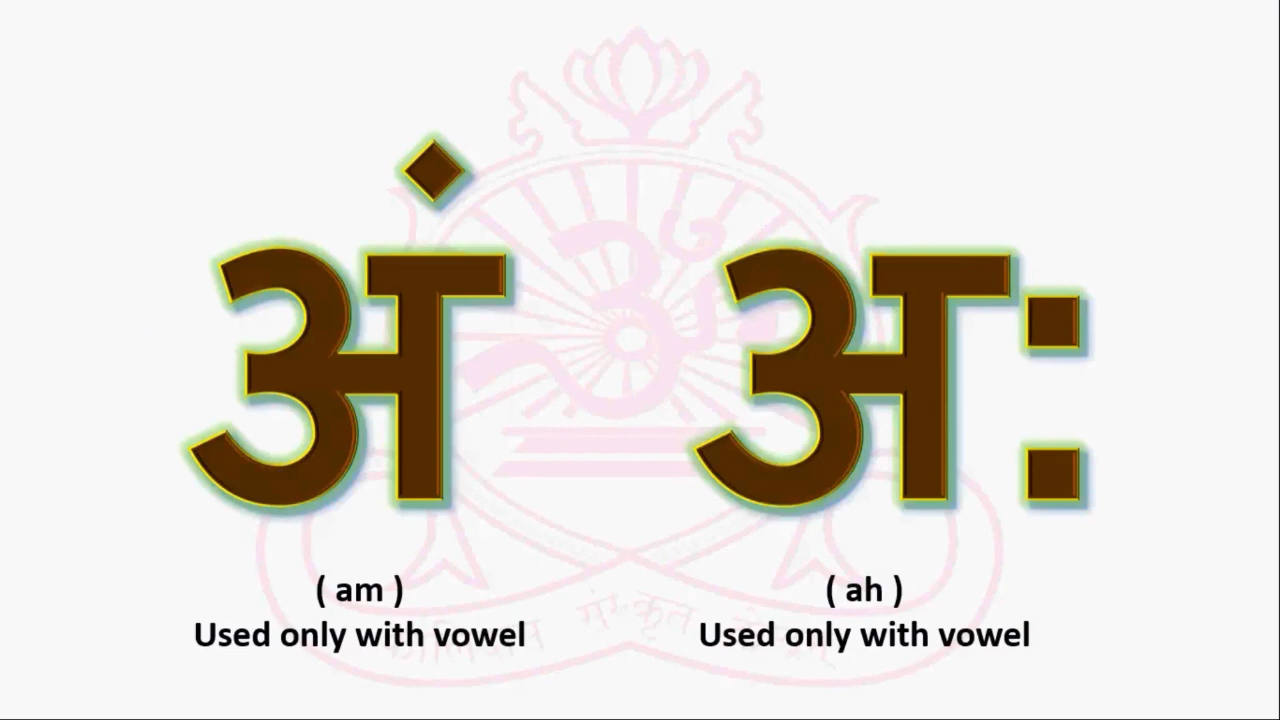 अं अः
( am ) ( ah )
Used only with vowel Used only with vowel